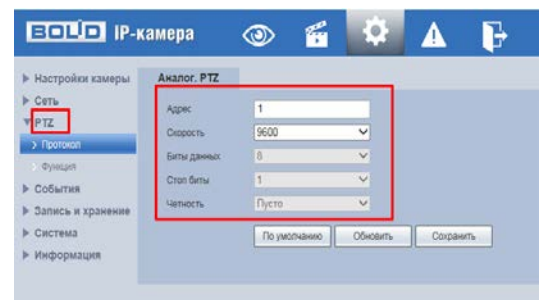 BOLID IP-камера
Настройки камеры
Сеть
PTZ
Протокол
Функция
События
Запись и хранение
Система
Информация
Аналог. PTZ
Адрес 1
Скорость 9600
Биты данных 8
Стоп биты 1
Четность Пусто
По умолчанию Обновить Сохранить